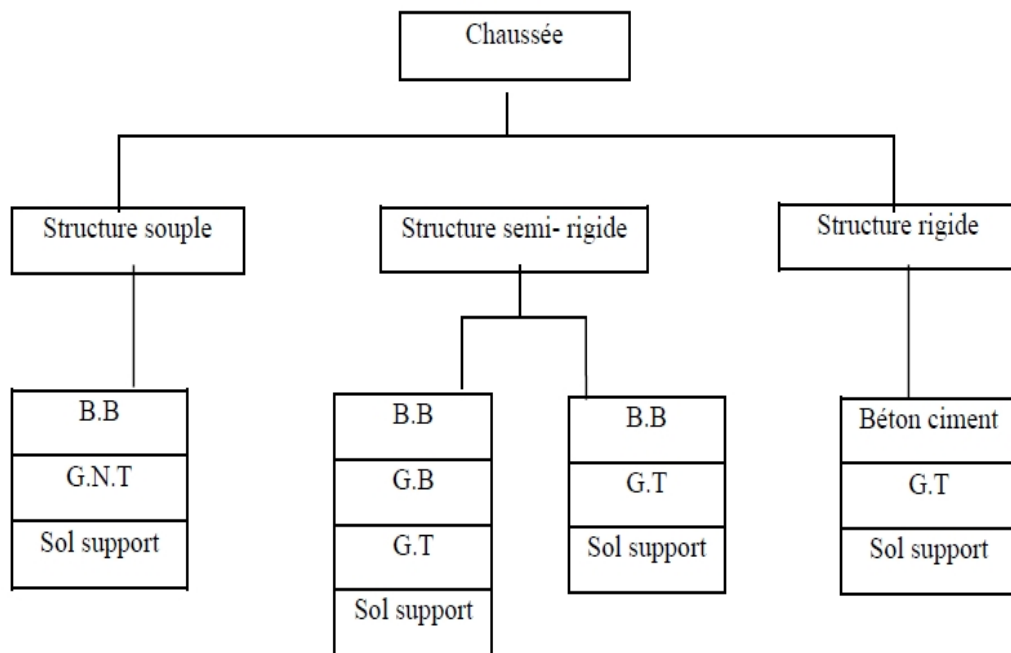 Chaussée
Structure souple
Structure semi- rigide
Structure rigide
B.B
G.N.T
Sol support
B.B
G.B
G.T
Sol support
B.B
G.T
Sol support
Béton ciment
G.T
Sol support